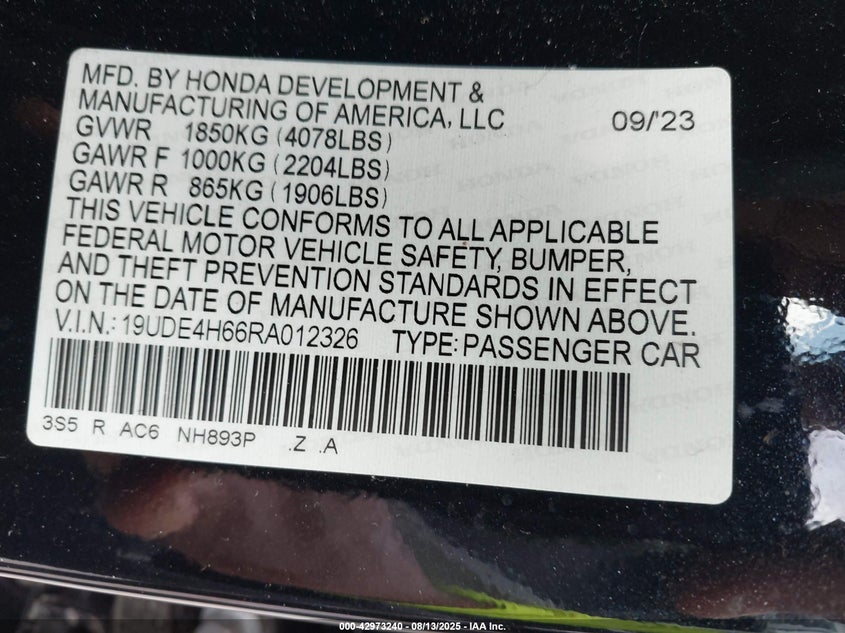 MFD. BY HONDA DEVELOPMENT &
MANUFACTURING OF AMERICA, LLC 09/'23
GVWR 1850KG (4078LBS)
GAWR F 1000KG (2204LBS)
GAWR R 865KG (1906LBS)
THIS VEHICLE CONFORMS TO ALL APPLICABLE
FEDERAL MOTOR VEHICLE SAFETY, BUMPER,
AND THEFT PREVENTION STANDARDS IN EFFECT
ON THE DATE OF MANUFACTURE SHOWN ABOVE.
V.I.N.: 19UDE4H66RA012326 TYPE: PASSENGER CAR
3S5 R AC6 NH893P .Z .A
000-42973240 - 08/13/2025 - IAA Inc.